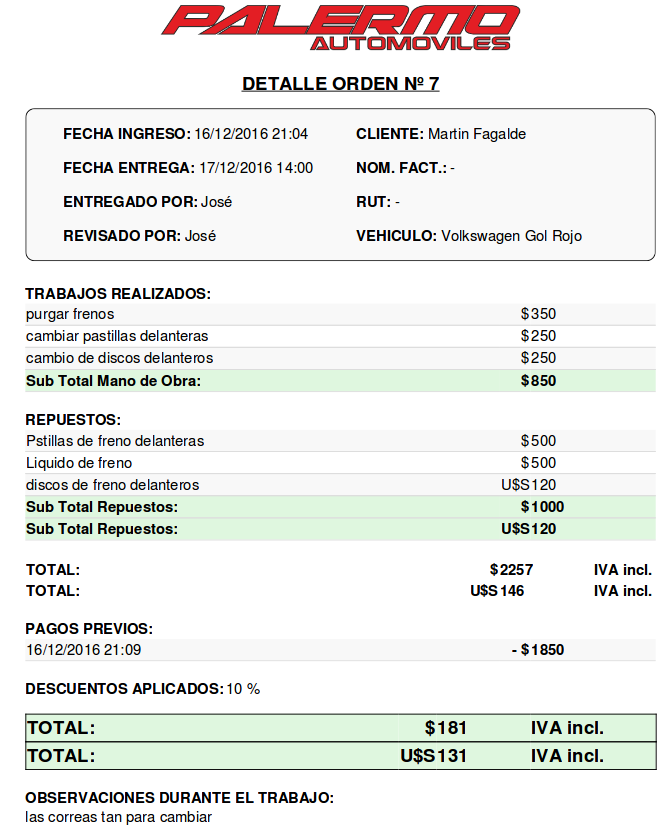 PALERMO
AUTOMOVILES
DETALLE ORDEN Nº 7
FECHA INGRESO: 16/12/2016 21:04 CLIENTE: Martin Fagalde
FECHA ENTREGA: 17/12/2016 14:00 NOM. FACT.: -
ENTREGADO POR: José RUT: -
REVISADO POR: José VEHICULO: Volkswagen Gol Rojo
TRABAJOS REALIZADOS:
purgar frenos $350
cambiar pastillas delanteras $250
cambio de discos delanteros $250
Sub Total Mano de Obra: $850
REPUESTOS:
Pstillas de freno delanteras $500
Liquido de freno $500
discos de freno delanteros U$S120
Sub Total Repuestos: $1000
Sub Total Repuestos: U$S120
TOTAL: $2257 IVA incl.
TOTAL: U$S146 IVA incl.
PAGOS PREVIOS:
16/12/2016 21:09 - $1850
DESCUENTOS APLICADOS: 10 %
TOTAL: $181 IVA incl.
TOTAL: U$S131 IVA incl.
OBSERVACIONES DURANTE EL TRABAJO:
las correas tan para cambiar